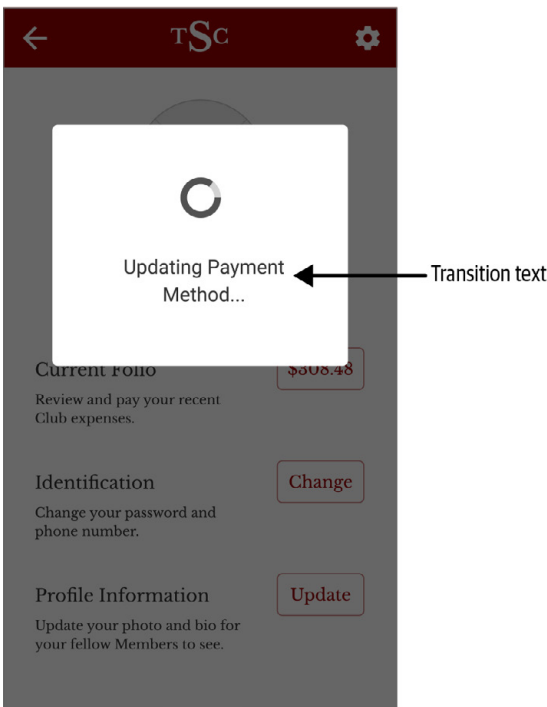 TSC
Updating Payment
Method...
Transition text
Current Folio
$308.48
Review and pay your recent
Club expenses.
Identification
Change
Change your password and
phone number.
Profile Information
Update
Update your photo and bio for
your fellow Members to see.